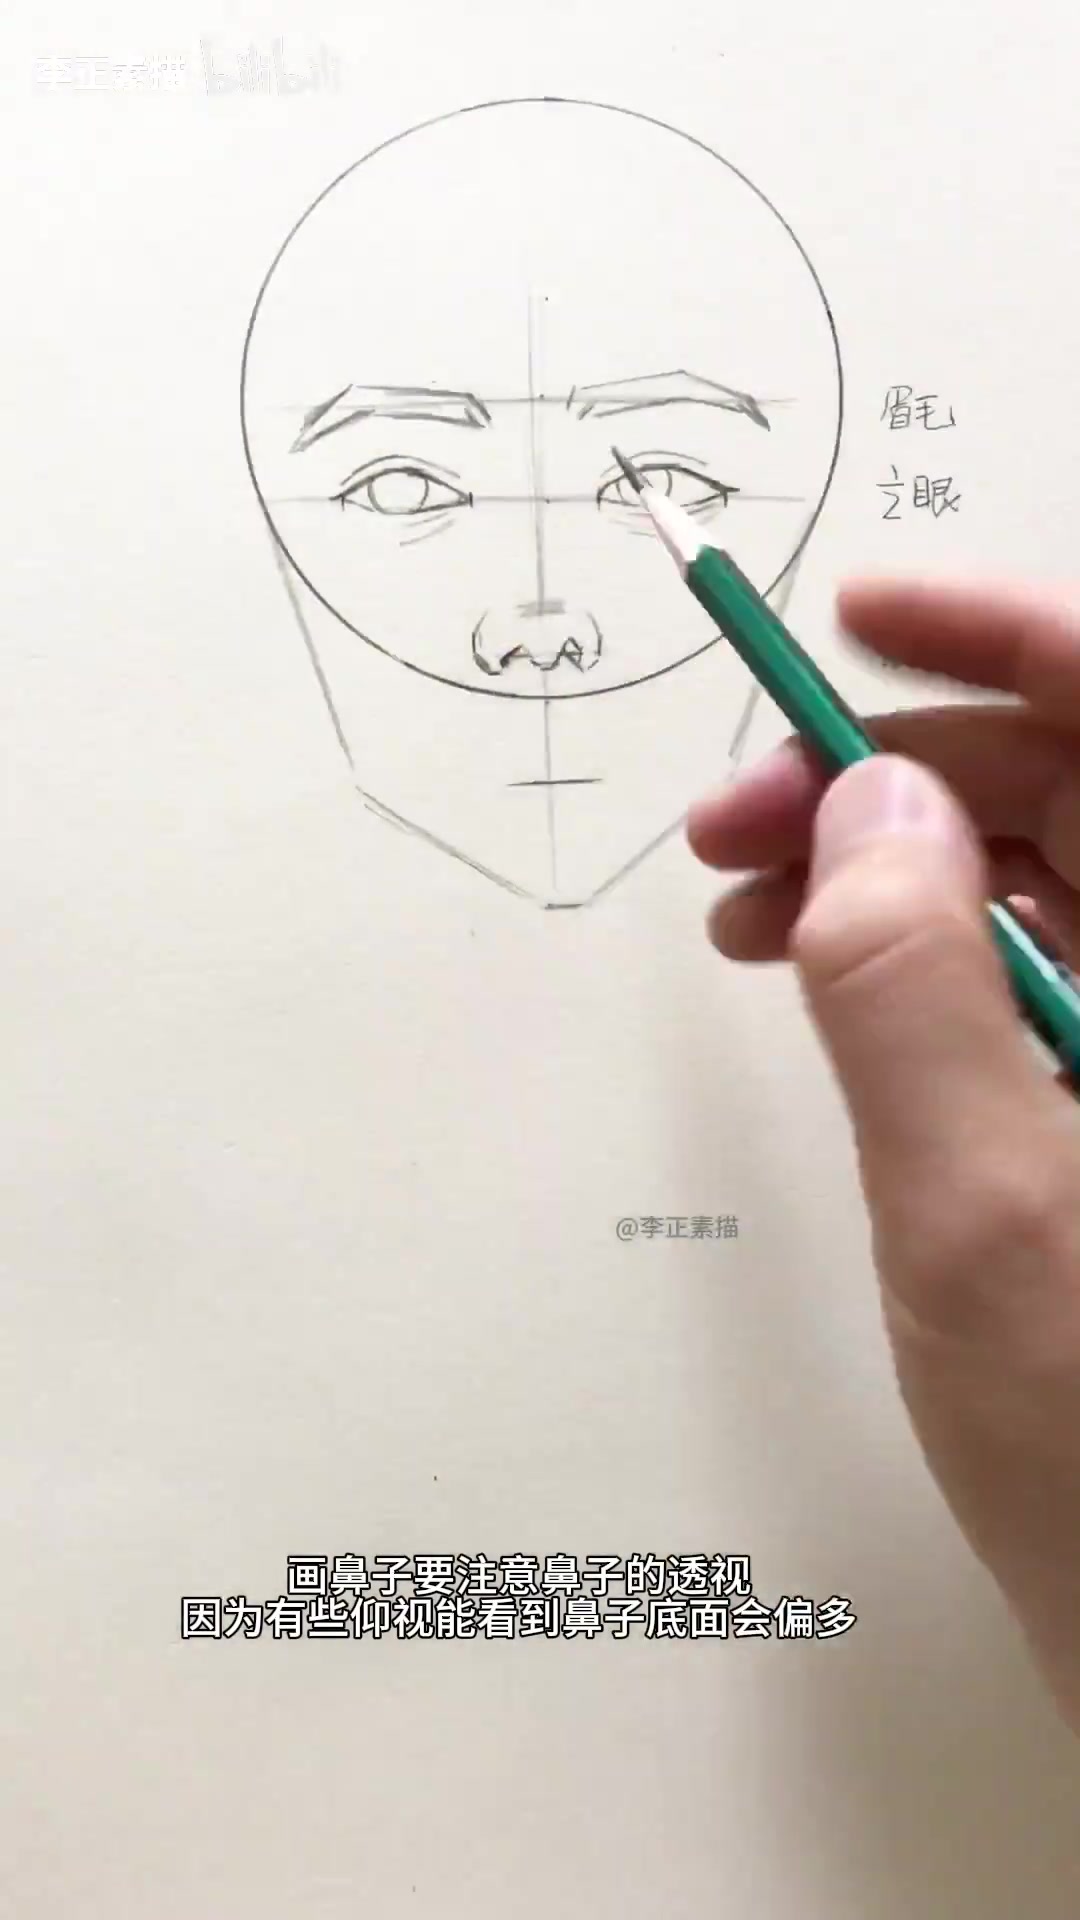 李正素描 bilibili
眉毛
1/2 眼
@李正素描
画鼻子要注意鼻子的透视
因为有些仰视能看到鼻子底面会偏多